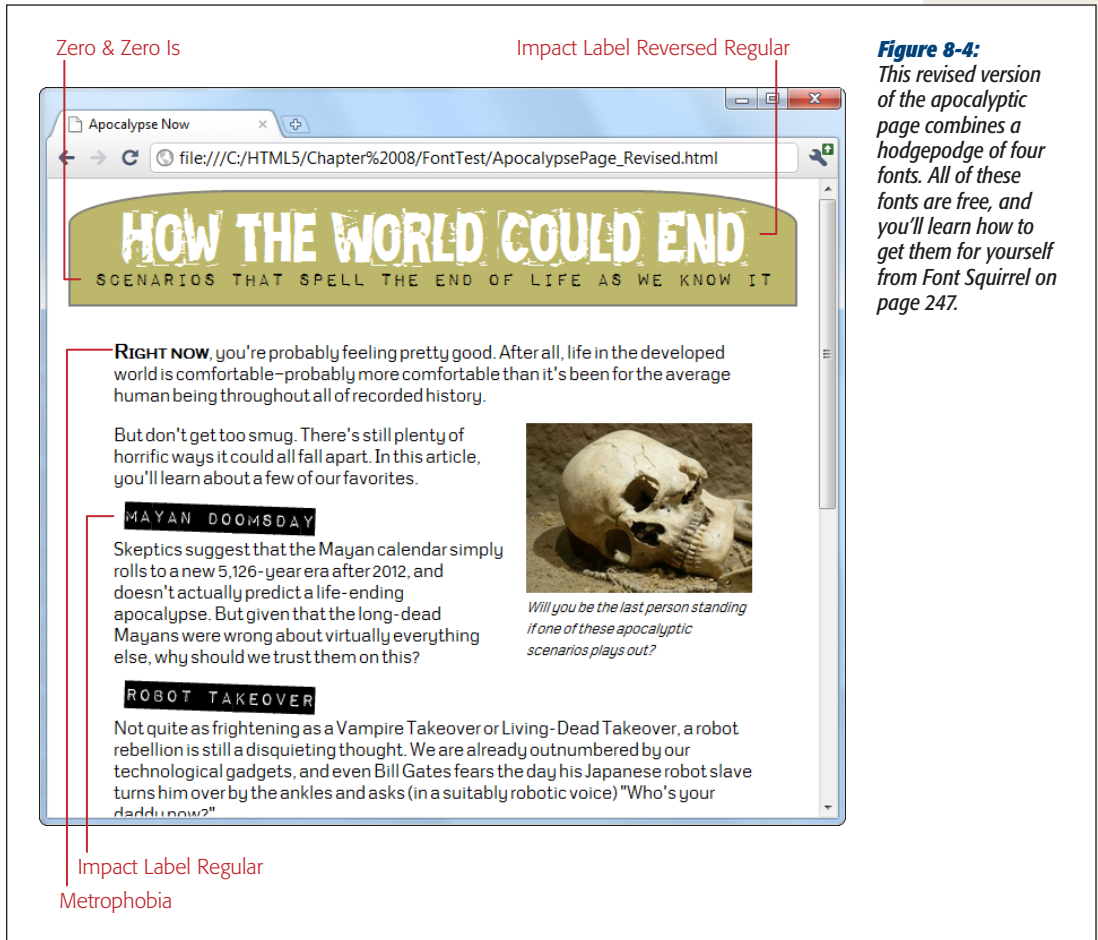 Zero & Zero Is
Impact Label Reversed Regular
Apocalypse Now
file:///C:/HTML5/Chapter%2008/FontTest/ApocalypsePage_Revised.html
HOW THE WORLD COULD END
SCENARIOS THAT SPELL THE END OF LIFE AS WE KNOW IT
RIGHT NOW, you're probably feeling pretty good. After all, life in the developed
world is comfortable–probably more comfortable than it's been for the average
human being throughout all of recorded history.
But don't get too smug. There's still plenty of
horrific ways it could all fall apart. In this article,
you'll learn about a few of our favorites.
MAYAN DOOMSDAY
Skeptics suggest that the Mayan calendar simply
rolls to a new 5,126-year era after 2012, and
doesn't actually predict a life-ending
apocalypse. But given that the long-dead
Mayans were wrong about virtually everything
else, why should we trust them on this?
Will you be the last person standing
if one of these apocalyptic
scenarios plays out?
ROBOT TAKEOVER
Not quite as frightening as a Vampire Takeover or Living-Dead Takeover, a robot
rebellion is still a disquieting thought. We are already outnumbered by our
technological gadgets, and even Bill Gates fears the day his Japanese robot slave
turns him over by the ankles and asks (in a suitably robotic voice) "Who's your
daddy now?"
Impact Label Regular
Metrophobia
Figure 8-4:
This revised version
of the apocalyptic
page combines a
hodgepodge of four
fonts. All of these
fonts are free, and
you'll learn how to
get them for yourself
from Font Squirrel on
page 247.